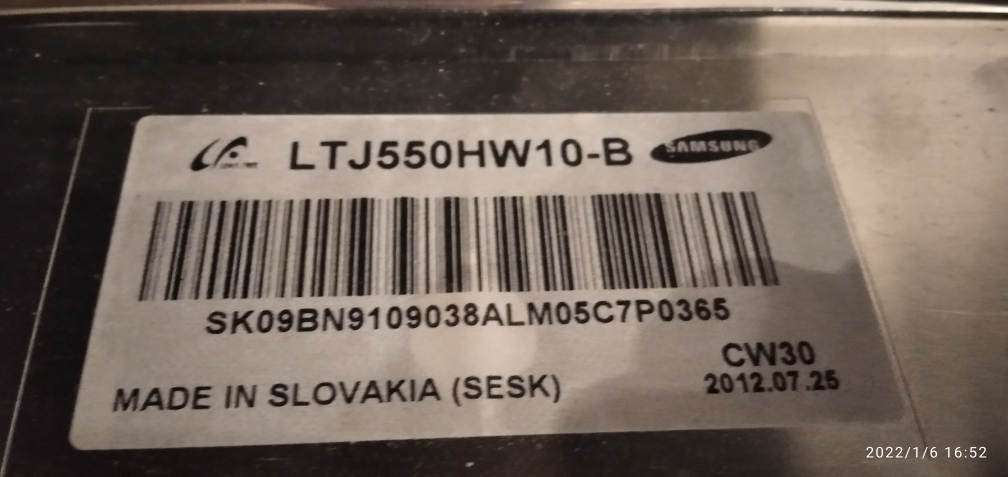 LTJ550HW10-B SAMSUNG
SK09BN9109038ALM05C7P0365
CW30
2012.07.25
MADE IN SLOVAKIA (SESK)
2022/1/6 16:52